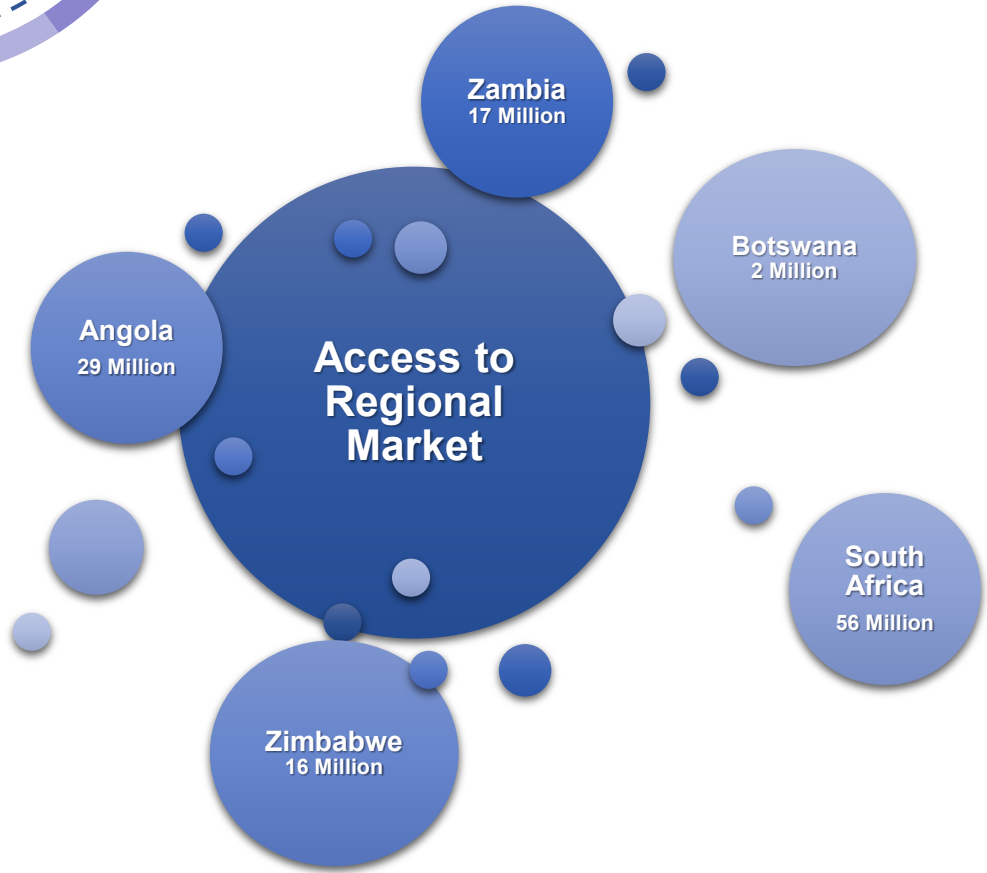 Zambia
17 Million
Botswana
2 Million
Angola
29 Million
Access to
Regional
Market
South
Africa
56 Million
Zimbabwe
16 Million